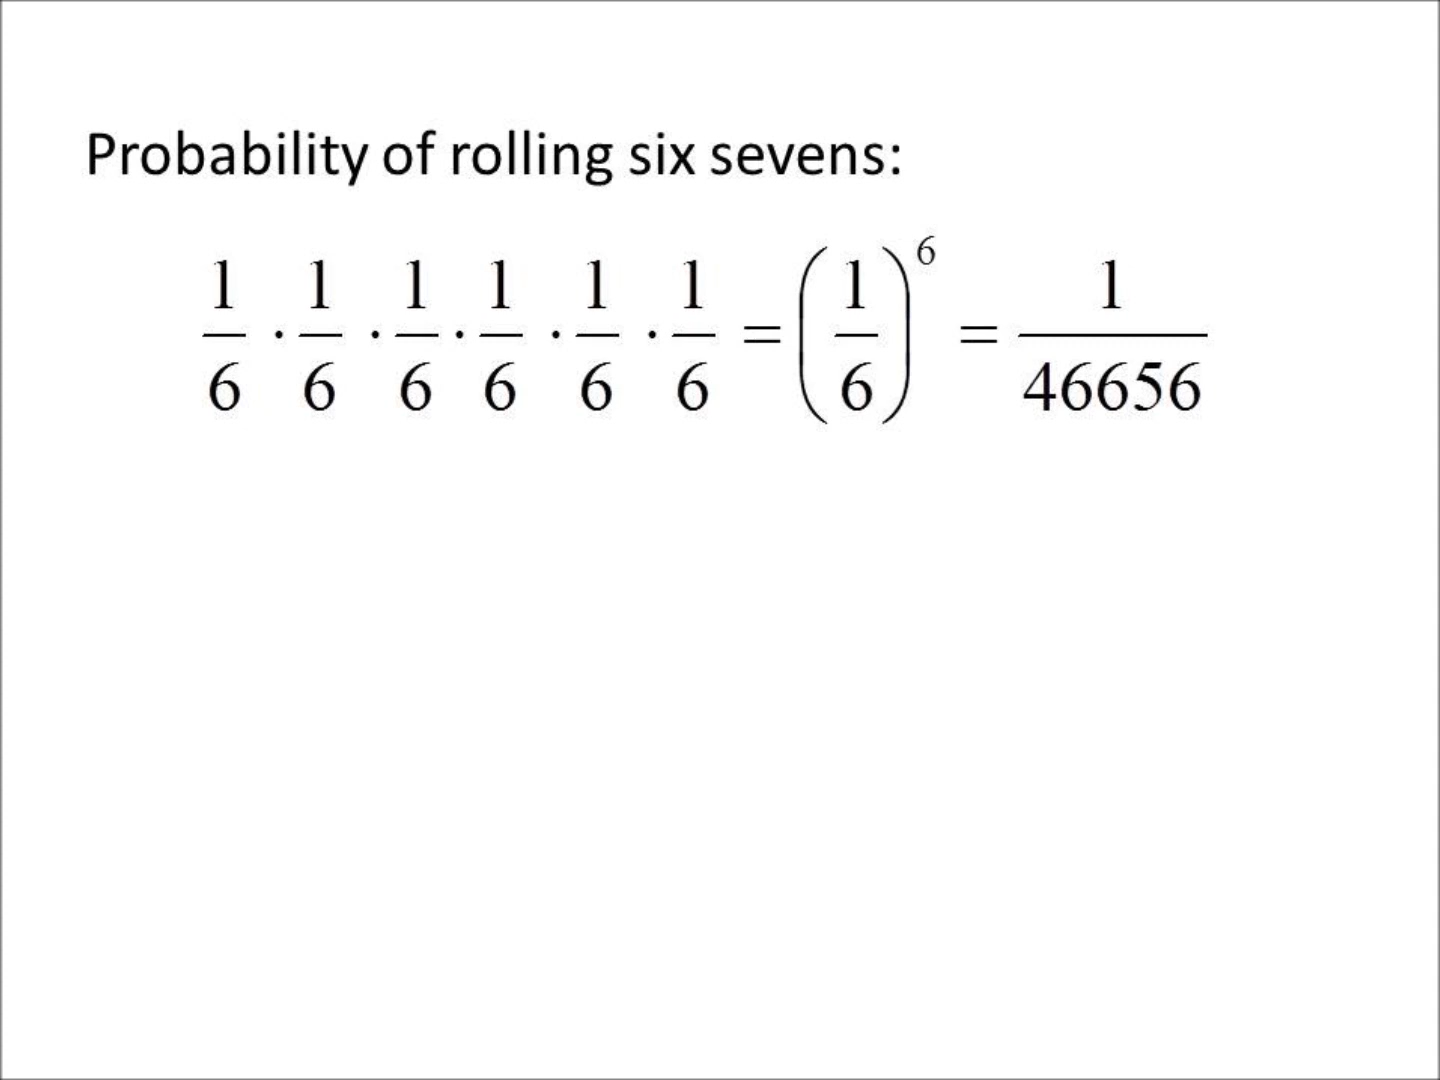 Probability of rolling six sevens:
1/6 · 1/6 · 1/6 · 1/6 · 1/6 · 1/6 = (1/6)^6 = 1/46656